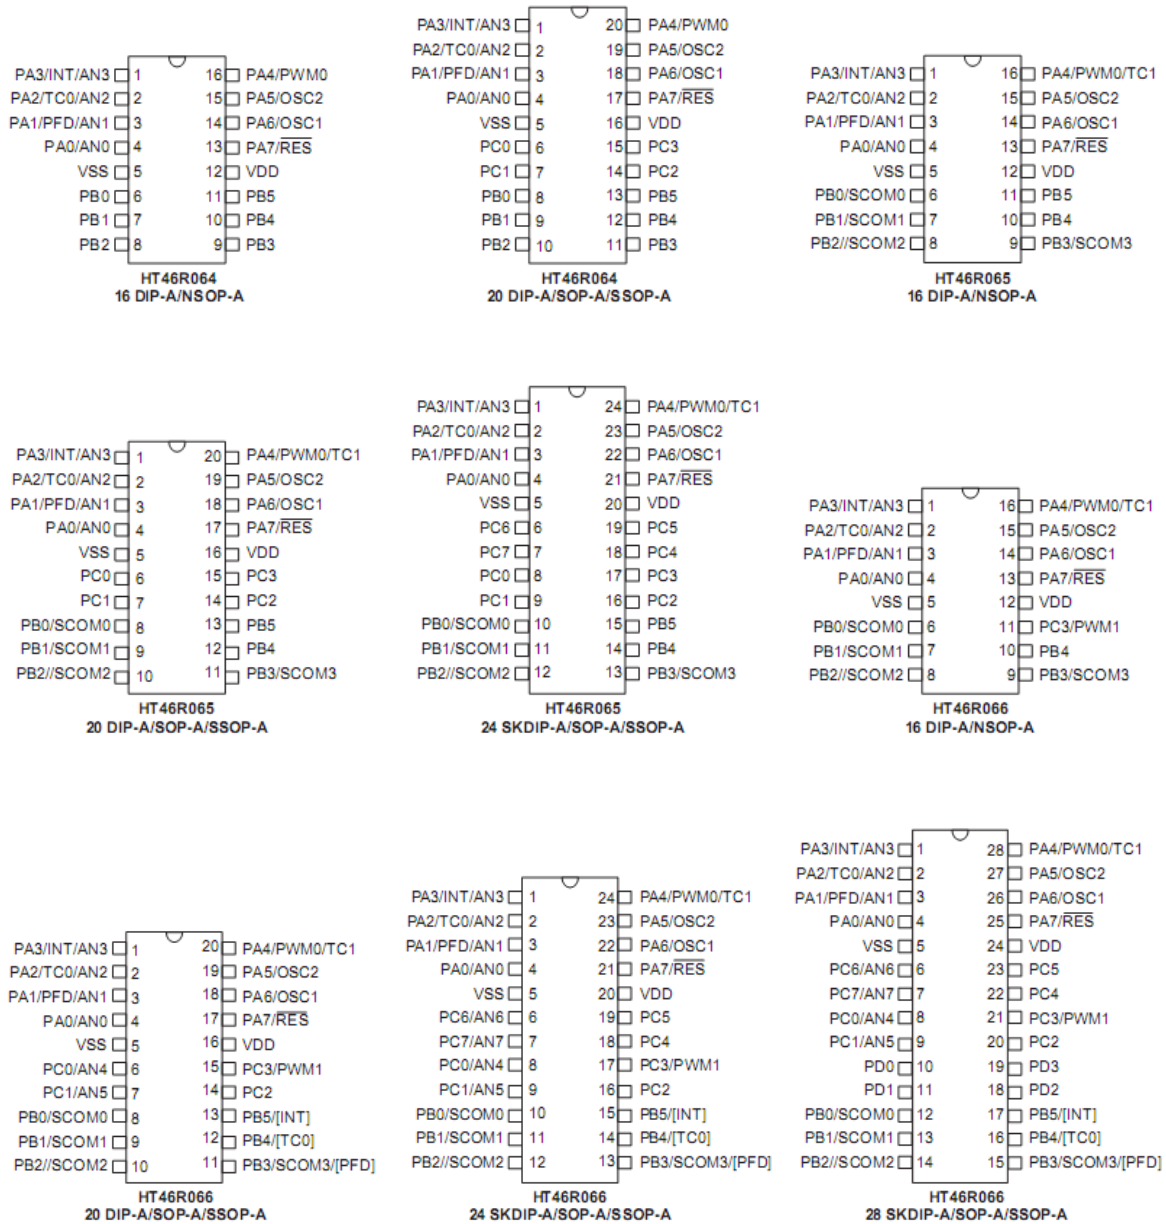 PA3/INT/AN3 1 16 PA4/PWM0
PA2/TC0/AN2 2 15 PA5/OSC2
PA1/PFD/AN1 3 14 PA6/OSC1
PA0/AN0 4 13 PA7/RES
VSS 5 12 VDD
PB0 6 11 PB5
PB1 7 10 PB4
PB2 8 9 PB3
HT46R064
16 DIP-A/NSOP-A
PA3/INT/AN3 1 20 PA4/PWM0
PA2/TC0/AN2 2 19 PA5/OSC2
PA1/PFD/AN1 3 18 PA6/OSC1
PA0/AN0 4 17 PA7/RES
VSS 5 16 VDD
PC0 6 15 PC3
PC1 7 14 PC2
PB0 8 13 PB5
PB1 9 12 PB4
PB2 10 11 PB3
HT46R064
20 DIP-A/SOP-A/SSOP-A
PA3/INT/AN3 1 16 PA4/PWM0/TC1
PA2/TC0/AN2 2 15 PA5/OSC2
PA1/PFD/AN1 3 14 PA6/OSC1
PA0/AN0 4 13 PA7/RES
VSS 5 12 VDD
PB0/SCOM0 6 11 PB5
PB1/SCOM1 7 10 PB4
PB2//SCOM2 8 9 PB3/SCOM3
HT46R065
16 DIP-A/NSOP-A
PA3/INT/AN3 1 20 PA4/PWM0/TC1
PA2/TC0/AN2 2 19 PA5/OSC2
PA1/PFD/AN1 3 18 PA6/OSC1
PA0/AN0 4 17 PA7/RES
VSS 5 16 VDD
PC0 6 15 PC3
PC1 7 14 PC2
PB0/SCOM0 8 13 PB5
PB1/SCOM1 9 12 PB4
PB2//SCOM2 10 11 PB3/SCOM3
HT46R065
20 DIP-A/SOP-A/SSOP-A
PA3/INT/AN3 1 24 PA4/PWM0/TC1
PA2/TC0/AN2 2 23 PA5/OSC2
PA1/PFD/AN1 3 22 PA6/OSC1
PA0/AN0 4 21 PA7/RES
VSS 5 20 VDD
PC6 6 19 PC5
PC7 7 18 PC4
PC0 8 17 PC3
PC1 9 16 PC2
PB0/SCOM0 10 15 PB5
PB1/SCOM1 11 14 PB4
PB2//SCOM2 12 13 PB3/SCOM3
HT46R065
24 SKDIP-A/SOP-A/SSOP-A
PA3/INT/AN3 1 16 PA4/PWM0/TC1
PA2/TC0/AN2 2 15 PA5/OSC2
PA1/PFD/AN1 3 14 PA6/OSC1
PA0/AN0 4 13 PA7/RES
VSS 5 12 VDD
PB0/SCOM0 6 11 PC3/PWM1
PB1/SCOM1 7 10 PB4
PB2//SCOM2 8 9 PB3/SCOM3
HT46R066
16 DIP-A/NSOP-A
PA3/INT/AN3 1 20 PA4/PWM0/TC1
PA2/TC0/AN2 2 19 PA5/OSC2
PA1/PFD/AN1 3 18 PA6/OSC1
PA0/AN0 4 17 PA7/RES
VSS 5 16 VDD
PC0/AN4 6 15 PC3/PWM1
PC1/AN5 7 14 PC2
PB0/SCOM0 8 13 PB5/[INT]
PB1/SCOM1 9 12 PB4/[TC0]
PB2//SCOM2 10 11 PB3/SCOM3/[PFD]
HT46R066
20 DIP-A/SOP-A/SSOP-A
PA3/INT/AN3 1 24 PA4/PWM0/TC1
PA2/TC0/AN2 2 23 PA5/OSC2
PA1/PFD/AN1 3 22 PA6/OSC1
PA0/AN0 4 21 PA7/RES
VSS 5 20 VDD
PC6/AN6 6 19 PC5
PC7/AN7 7 18 PC4
PC0/AN4 8 17 PC3/PWM1
PC1/AN5 9 16 PC2
PB0/SCOM0 10 15 PB5/[INT]
PB1/SCOM1 11 14 PB4/[TC0]
PB2//SCOM2 12 13 PB3/SCOM3/[PFD]
HT46R066
24 SKDIP-A/SOP-A/SSOP-A
PA3/INT/AN3 1 28 PA4/PWM0/TC1
PA2/TC0/AN2 2 27 PA5/OSC2
PA1/PFD/AN1 3 26 PA6/OSC1
PA0/AN0 4 25 PA7/RES
VSS 5 24 VDD
PC6/AN6 6 23 PC5
PC7/AN7 7 22 PC4
PC0/AN4 8 21 PC3/PWM1
PC1/AN5 9 20 PC2
PD0 10 19 PD3
PD1 11 18 PD2
PB0/SCOM0 12 17 PB5/[INT]
PB1/SCOM1 13 16 PB4/[TC0]
PB2//SCOM2 14 15 PB3/SCOM3/[PFD]
HT46R066
28 SKDIP-A/SOP-A/SSOP-A